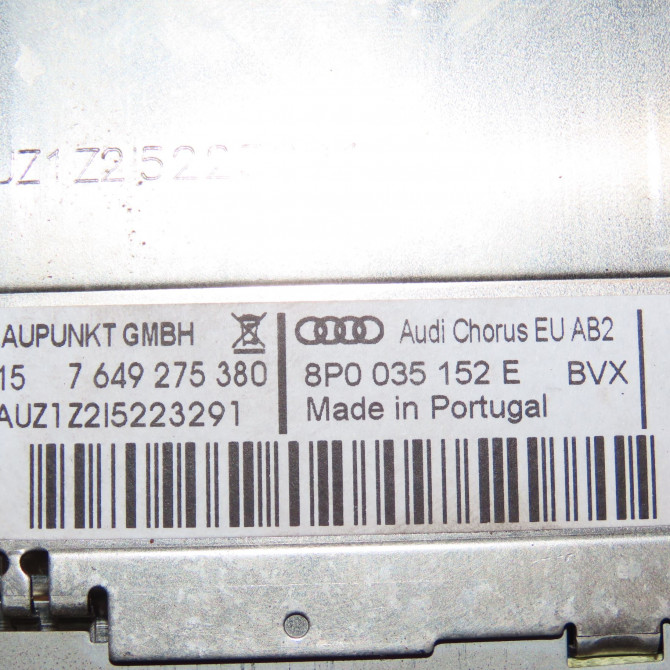 UZ1Z2I522
AUPUNKT GMBH
Audi Chorus EU AB2
15 7 649 275 380
8P0 035 152 E BVX
AUZ1Z2I5223291
Made in Portugal